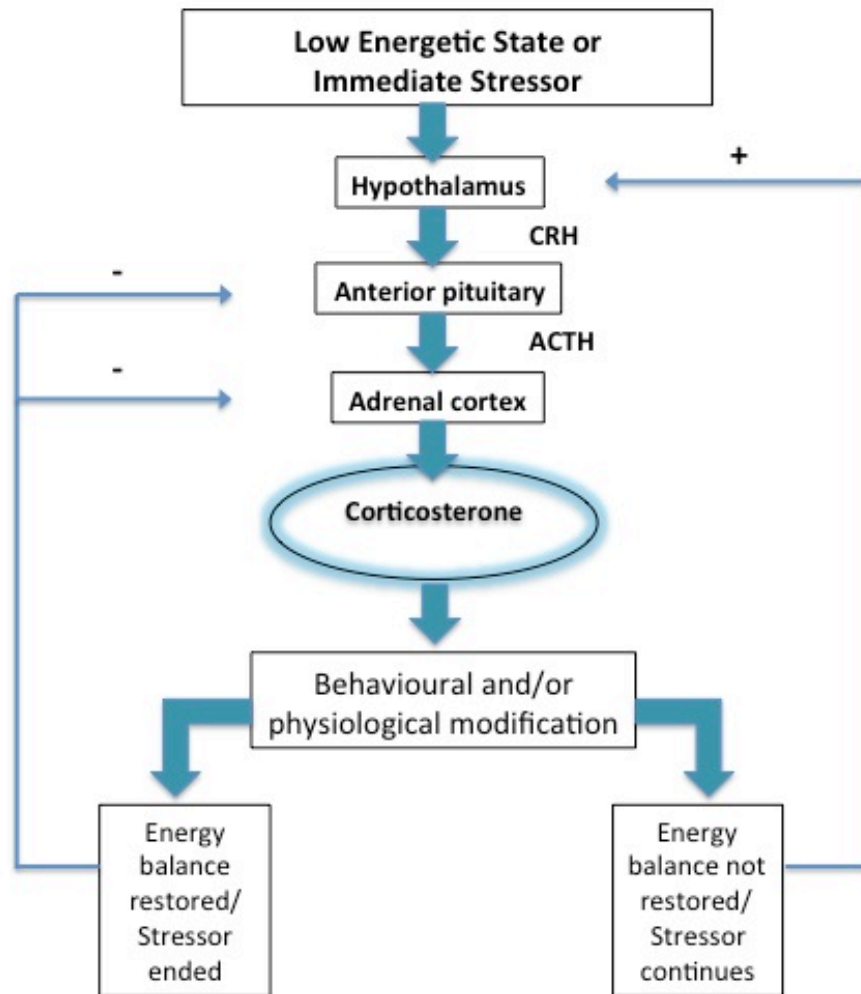 Low Energetic State or
Immediate Stressor
+
Hypothalamus
CRH
-
Anterior pituitary
ACTH
-
Adrenal cortex
Corticosterone
Behavioural and/or
physiological modification
Energy
balance
restored/
Stressor
ended
Energy
balance not
restored/
Stressor
continues